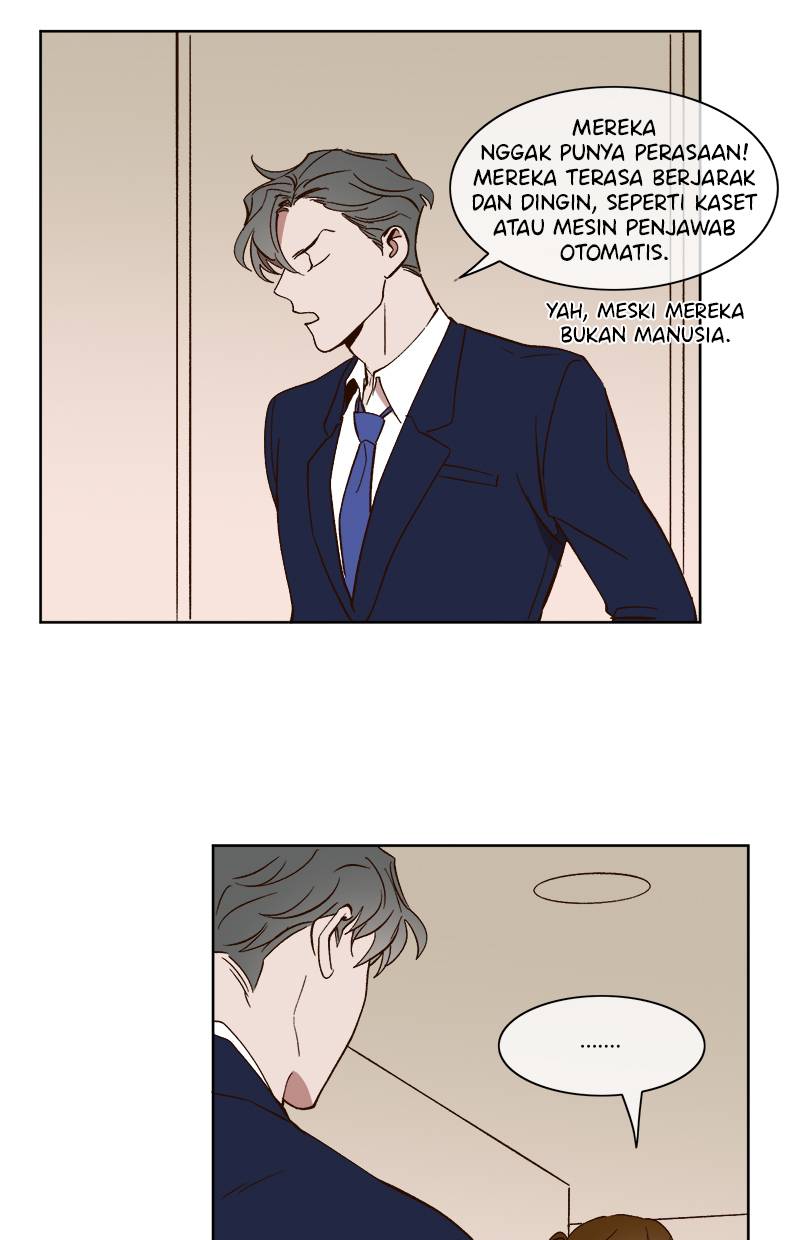 MEREKA
NGGAK PUNYA PERASAAN!
MEREKA TERASA BERJARAK
DAN DINGIN, SEPERTI KASET
ATAU MESIN PENJAWAB
OTOMATIS.
YAH, MESKI MEREKA
BUKAN MANUSIA.
.......